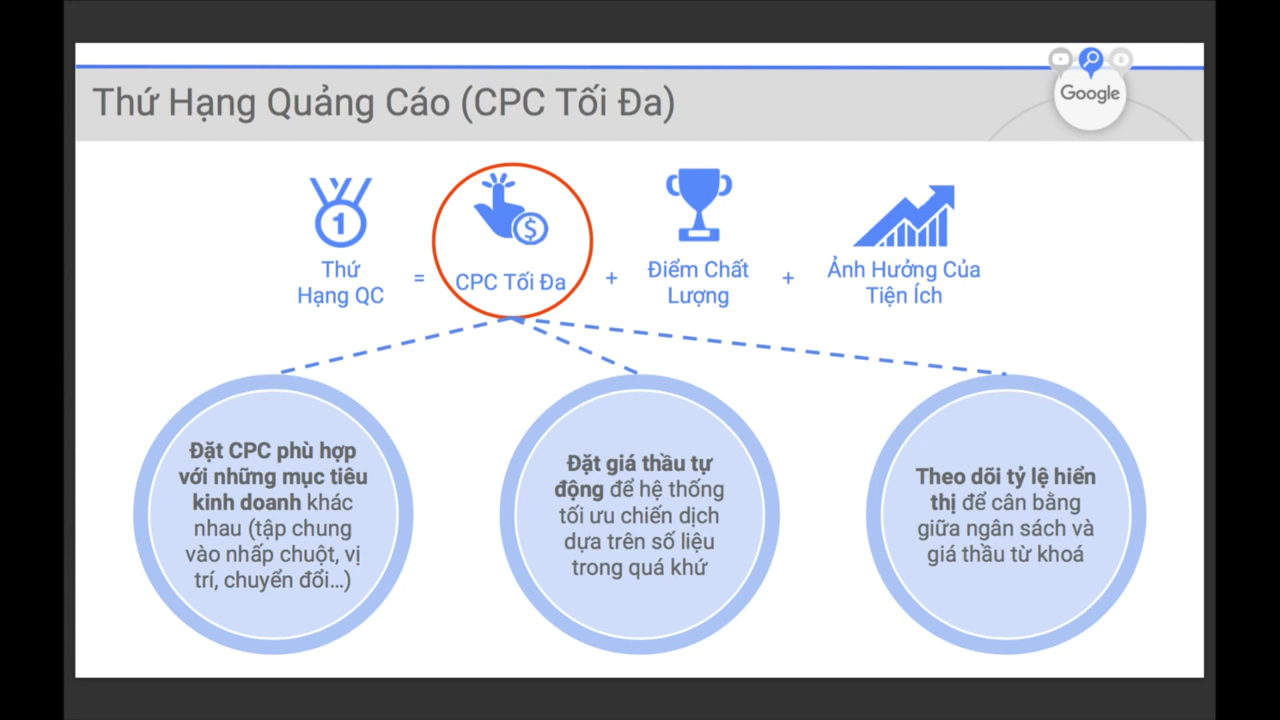 Thứ Hạng Quảng Cáo (CPC Tối Đa)
Google
1
$
Thứ
Hạng QC
=
CPC Tối Đa
+
Điểm Chất
Lượng
+
Ảnh Hưởng Của
Tiện Ích
Đặt CPC phù hợp
với những mục tiêu
kinh doanh khác
nhau (tập chung
vào nhấp chuột, vị
trí, chuyển đổi...)
Đặt giá thầu tự
động để hệ thống
tối ưu chiến dịch
dựa trên số liệu
trong quá khứ
Theo dõi tỷ lệ hiển
thị để cân bằng
giữa ngân sách và
giá thầu từ khoá